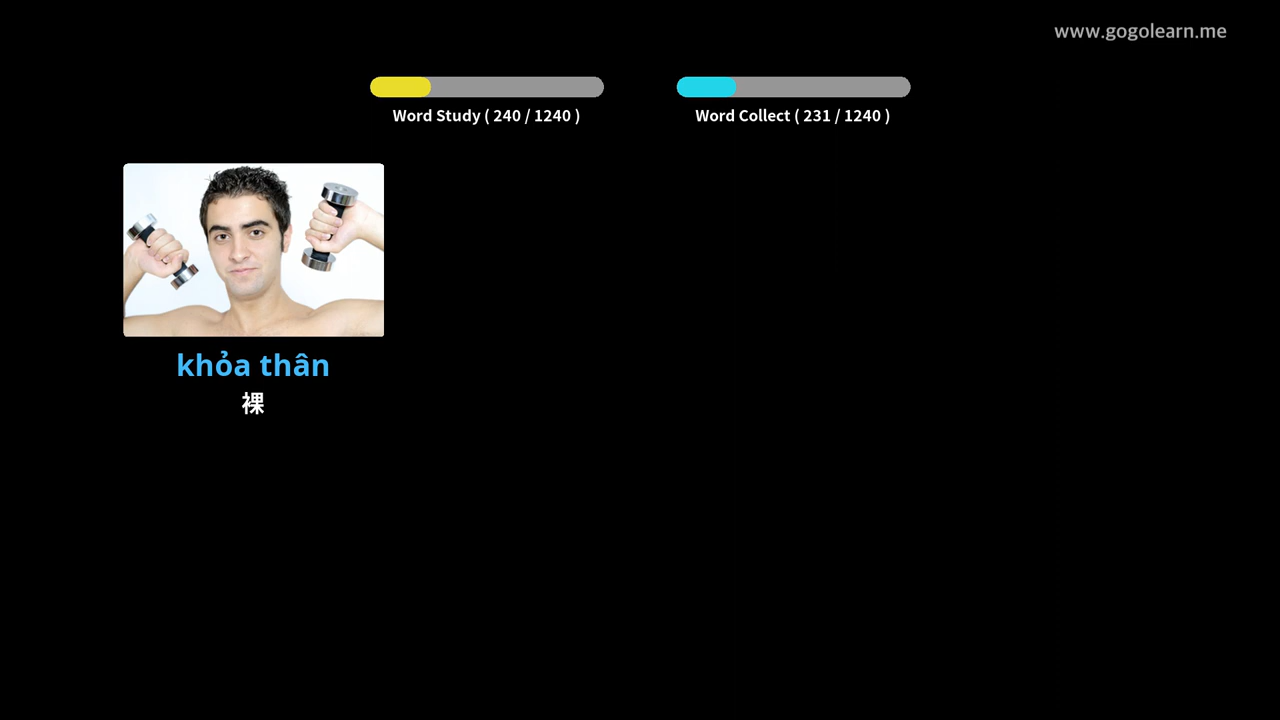 www.gogolearn.me
Word Study ( 240 / 1240 )
Word Collect ( 231 / 1240 )
khỏa thân
裸